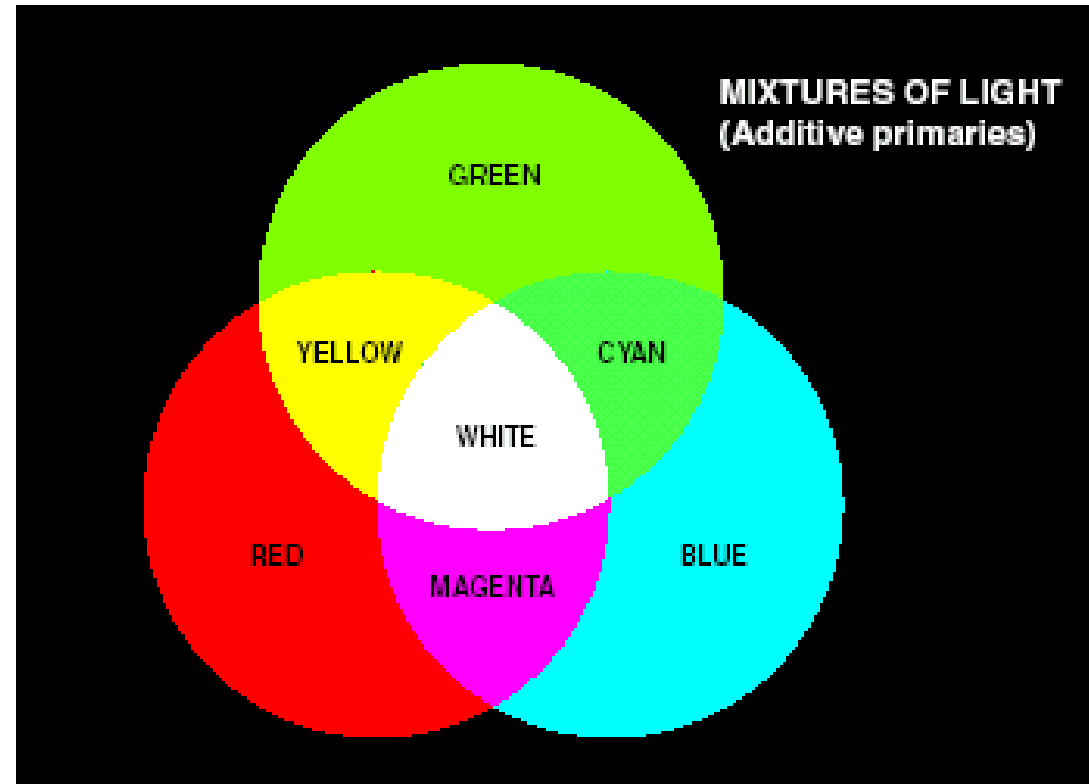 MIXTURES OF LIGHT
(Additive primaries)
GREEN
YELLOW
CYAN
WHITE
RED
BLUE
MAGENTA